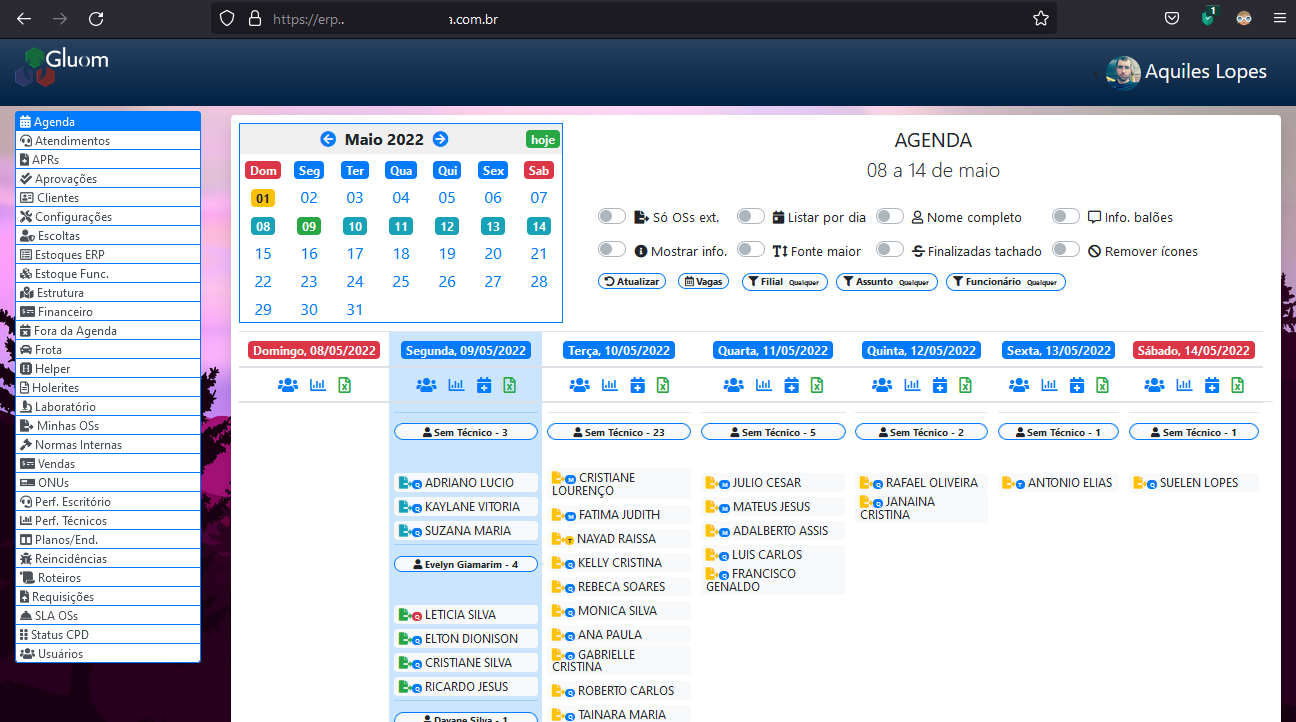 1
https://erp..
a.com.br
Gluom
Aquiles Lopes
Agenda
Atendimentos
APRs
Aprovações
Clientes
Configurações
Escoltas
Estoques ERP
Estoque Func.
Estrutura
Financeiro
Fora da Agenda
Frota
Helper
Holerites
Laboratório
Minhas OSs
Normas Internas
Vendas
ONUs
Perf. Escritório
Perf. Técnicos
Planos/End.
Reincidências
Roteiros
Requisições
SLA OSs
Status CPD
Usuários
Maio 2022 hoje
Dom Seg Ter Qua Qui Sex Sab
01 02 03 04 05 06 07
08 09 10 11 12 13 14
15 16 17 18 19 20 21
22 23 24 25 26 27 28
29 30 31
AGENDA
08 a 14 de maio
Só OSs ext. Listar por dia Nome completo Info. balões
Mostrar info. Fonte maior Finalizadas tachado Remover ícones
Atualizar Vagas Filial Qualquer Assunto Qualquer Funcionário Qualquer
Domingo, 08/05/2022
Segunda, 09/05/2022
Sem Técnico - 3
Q ADRIANO LUCIO
Q KAYLANE VITORIA
Q SUZANA MARIA
Evelyn Giamarim - 4
Q LETICIA SILVA
Q ELTON DIONISON
Q CRISTIANE SILVA
Q RICARDO JESUS
Dayane Silva - 1
Terça, 10/05/2022
Sem Técnico - 23
M CRISTIANE
LOURENÇO
M FATIMA JUDITH
T NAYAD RAISSA
Q KELLY CRISTINA
Q REBECA SOARES
Q MONICA SILVA
Q ANA PAULA
Q GABRIELLE
CRISTINA
Q ROBERTO CARLOS
Q TAINARA MARIA
Quarta, 11/05/2022
Sem Técnico - 5
M JULIO CESAR
M MATEUS JESUS
M ADALBERTO ASSIS
Q LUIS CARLOS
Q FRANCISCO
GENALDO
Quinta, 12/05/2022
Sem Técnico - 2
Q RAFAEL OLIVEIRA
Q JANAINA
CRISTINA
Sexta, 13/05/2022
Sem Técnico - 1
T ANTONIO ELIAS
Sábado, 14/05/2022
Sem Técnico - 1
Q SUELEN LOPES